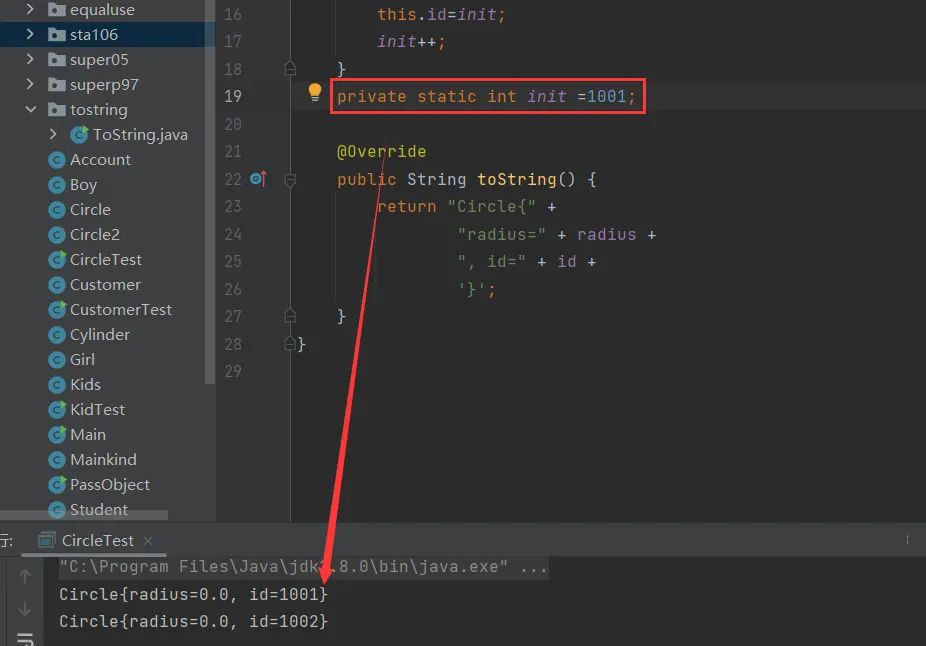 equaluse
sta106
super05
superp97
tostring
ToString.java
Account
Boy
Circle
Circle2
CircleTest
Customer
CustomerTest
Cylinder
Girl
Kids
KidTest
Main
Mainkind
PassObject
Student
16 this.id=init;
17 init++;
18 }
19 private static int init =1001;
20
21 @Override
22 public String toString() {
23 return "Circle{" +
24 "radius=" + radius +
25 ", id=" + id +
26 '}';
27 }
28 }
29
行: CircleTest ×
"C:\Program Files\Java\jdk1.8.0\bin\java.exe" ...
Circle{radius=0.0, id=1001}
Circle{radius=0.0, id=1002}